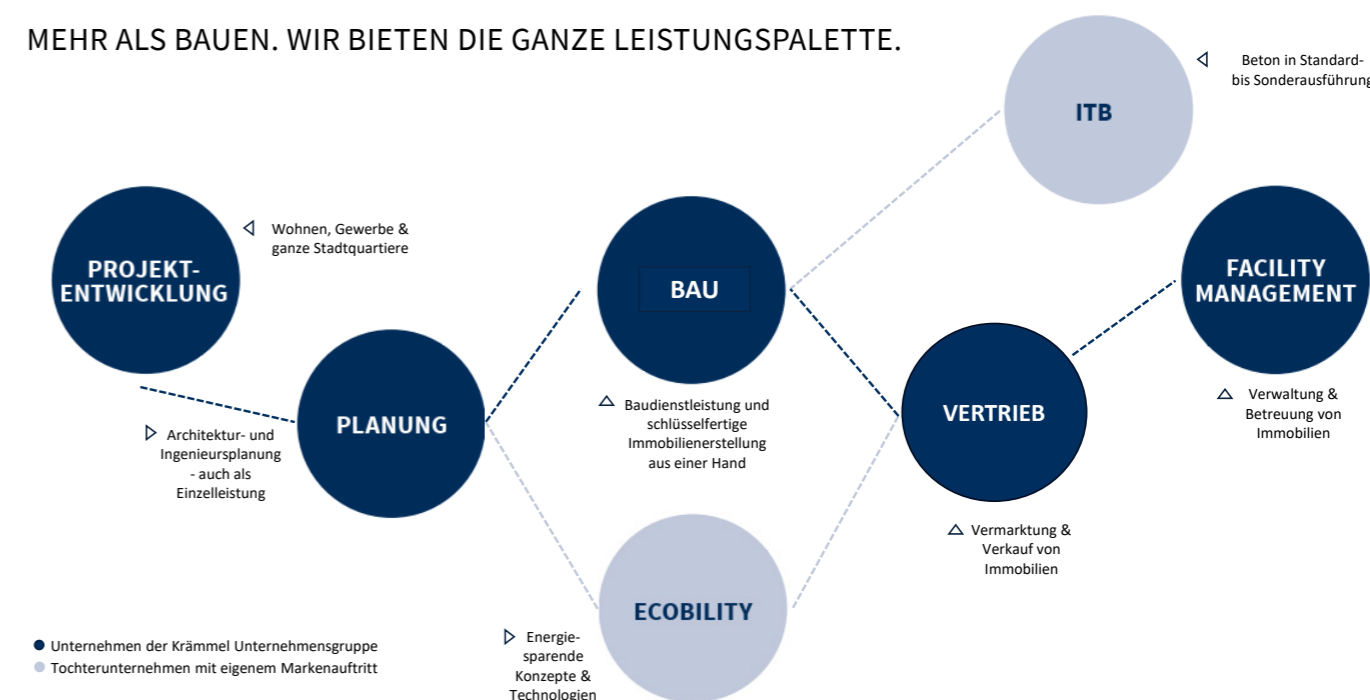 MEHR ALS BAUEN. WIR BIETEN DIE GANZE LEISTUNGSPALETTE.
ITB
Beton in Standard-
bis Sonderausführung
PROJEKT-
ENTWICKLUNG
Wohnen, Gewerbe &
ganze Stadtquartiere
BAU
Baudienstleistung und
schlüsselfertige
Immobilienerstellung
aus einer Hand
FACILITY
MANAGEMENT
Verwaltung &
Betreuung von
Immobilien
PLANUNG
Architektur- und
Ingenieursplanung
- auch als
Einzelleistung
VERTRIEB
Vermarktung &
Verkauf von
Immobilien
ECOBILITY
Energie-
sparende
Konzepte &
Technologien
Unternehmen der Krämmel Unternehmensgruppe
Tochterunternehmen mit eigenem Markenauftritt